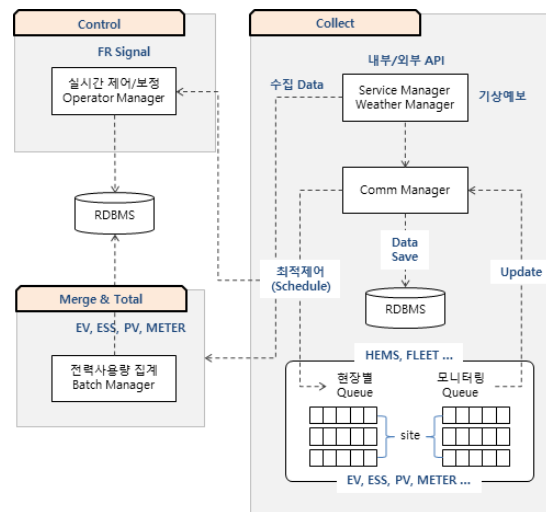 Control
FR Signal
실시간 제어/보정
Operator Manager
RDBMS
Merge & Total
EV, ESS, PV, METER
전력사용량 집계
Batch Manager
Collect
내부/외부 API
수집 Data
Service Manager
Weather Manager
기상예보
Comm Manager
Data
Save
최적제어
(Schedule)
Update
RDBMS
HEMS, FLEET ...
현장별
Queue
모니터링
Queue
site
EV, ESS, PV, METER ...